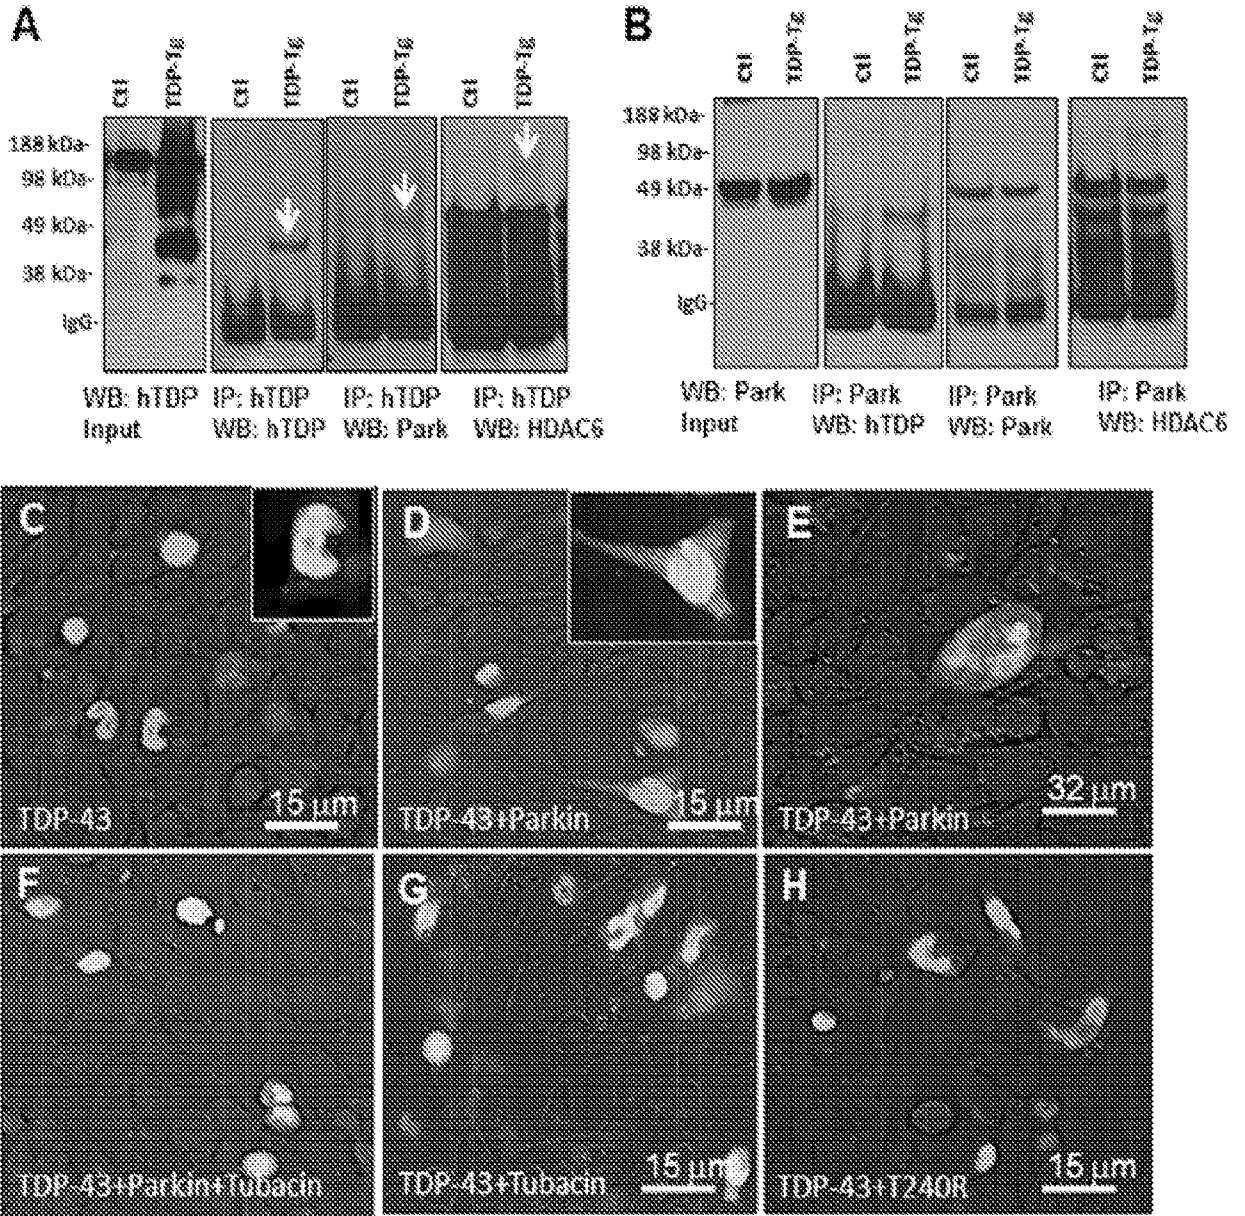 A
Ctl TDP-Tg Ctl TDP-Tg Ctl TDP-Tg Ctl TDP-Tg
188 kDa-
98 kDa-
49 kDa-
38 kDa-
IgG-
WB: hTDP
Input
IP: hTDP
WB: hTDP
IP: hTDP
WB: Park
IP: hTDP
WB: HDAC6
B
Ctl TDP-Tg Ctl TDP-Tg Ctl TDP-Tg Ctl TDP-Tg
188 kDa-
98 kDa-
49 kDa-
38 kDa-
IgG-
WB: Park
Input
IP: Park
WB: hTDP
IP: Park
WB: Park
IP: Park
WB: HDAC6
C
15 µm
TDP-43
D
15 µm
TDP-43+Parkin
E
32 µm
TDP-43+Parkin
F
TDP-43+Parkin+Tubacin
G
15 µm
TDP-43+Tubacin
H
15 µm
TDP-43+T240R